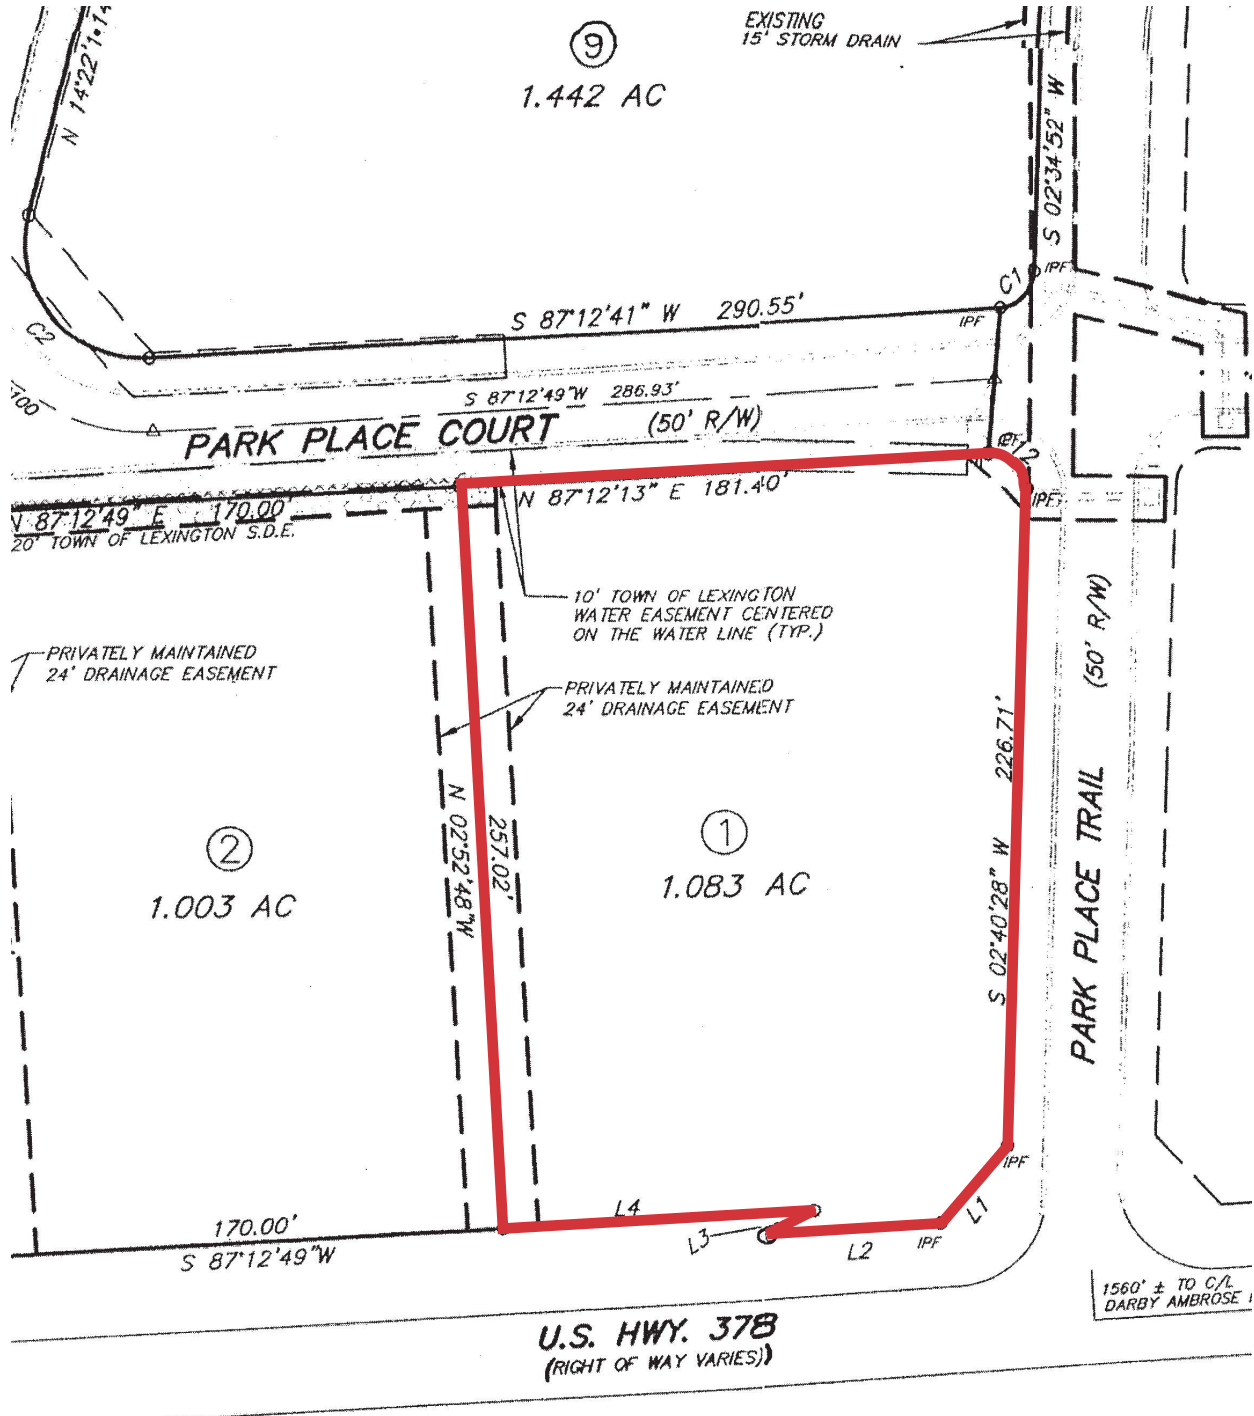 EXISTING
15' STORM DRAIN
9
1.442 AC
S 02°34'52" W
IPF
C1
S 87°12'41" W 290.55'
IPF
C2
S 87°12'49"W 286.93'
PARK PLACE COURT
(50' R/W)
N 87°12'13" E 181.40'
IPF
N 87°12'49" E 170.00'
20' TOWN OF LEXINGTON S.D.E.
10' TOWN OF LEXINGTON
WATER EASEMENT CENTERED
ON THE WATER LINE (TYP.)
PRIVATELY MAINTAINED
24' DRAINAGE EASEMENT
PRIVATELY MAINTAINED
24' DRAINAGE EASEMENT
(50' R/W)
226.71'
S 02°40'28" W
PARK PLACE TRAIL
N 02°52'48"W
257.02'
2
1.003 AC
1
1.083 AC
IPF
L1
L4
L3
L2
IPF
170.00'
S 87°12'49"W
1560' ± TO C/L
DARBY AMBROSE
U.S. HWY. 378
(RIGHT OF WAY VARIES)